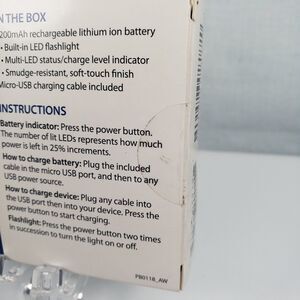 N THE BOX
200mAh rechargeable lithium ion battery
• Built-in LED flashlight
• Multi-LED status/charge level indicator
• Smudge-resistant, soft-touch finish
Micro-USB charging cable included
INSTRUCTIONS
Battery indicator: Press the power button.
The number of lit LEDs represents how much
power is left in 25% increments.
How to charge battery: Plug the included
cable in the micro USB port, and then to any
USB power source.
How to charge device: Plug any cable into
the USB port then into your device. Press the
power button to start charging.
Flashlight: Press the power button two times
in succession to turn the light on or off.
PB0118_AW